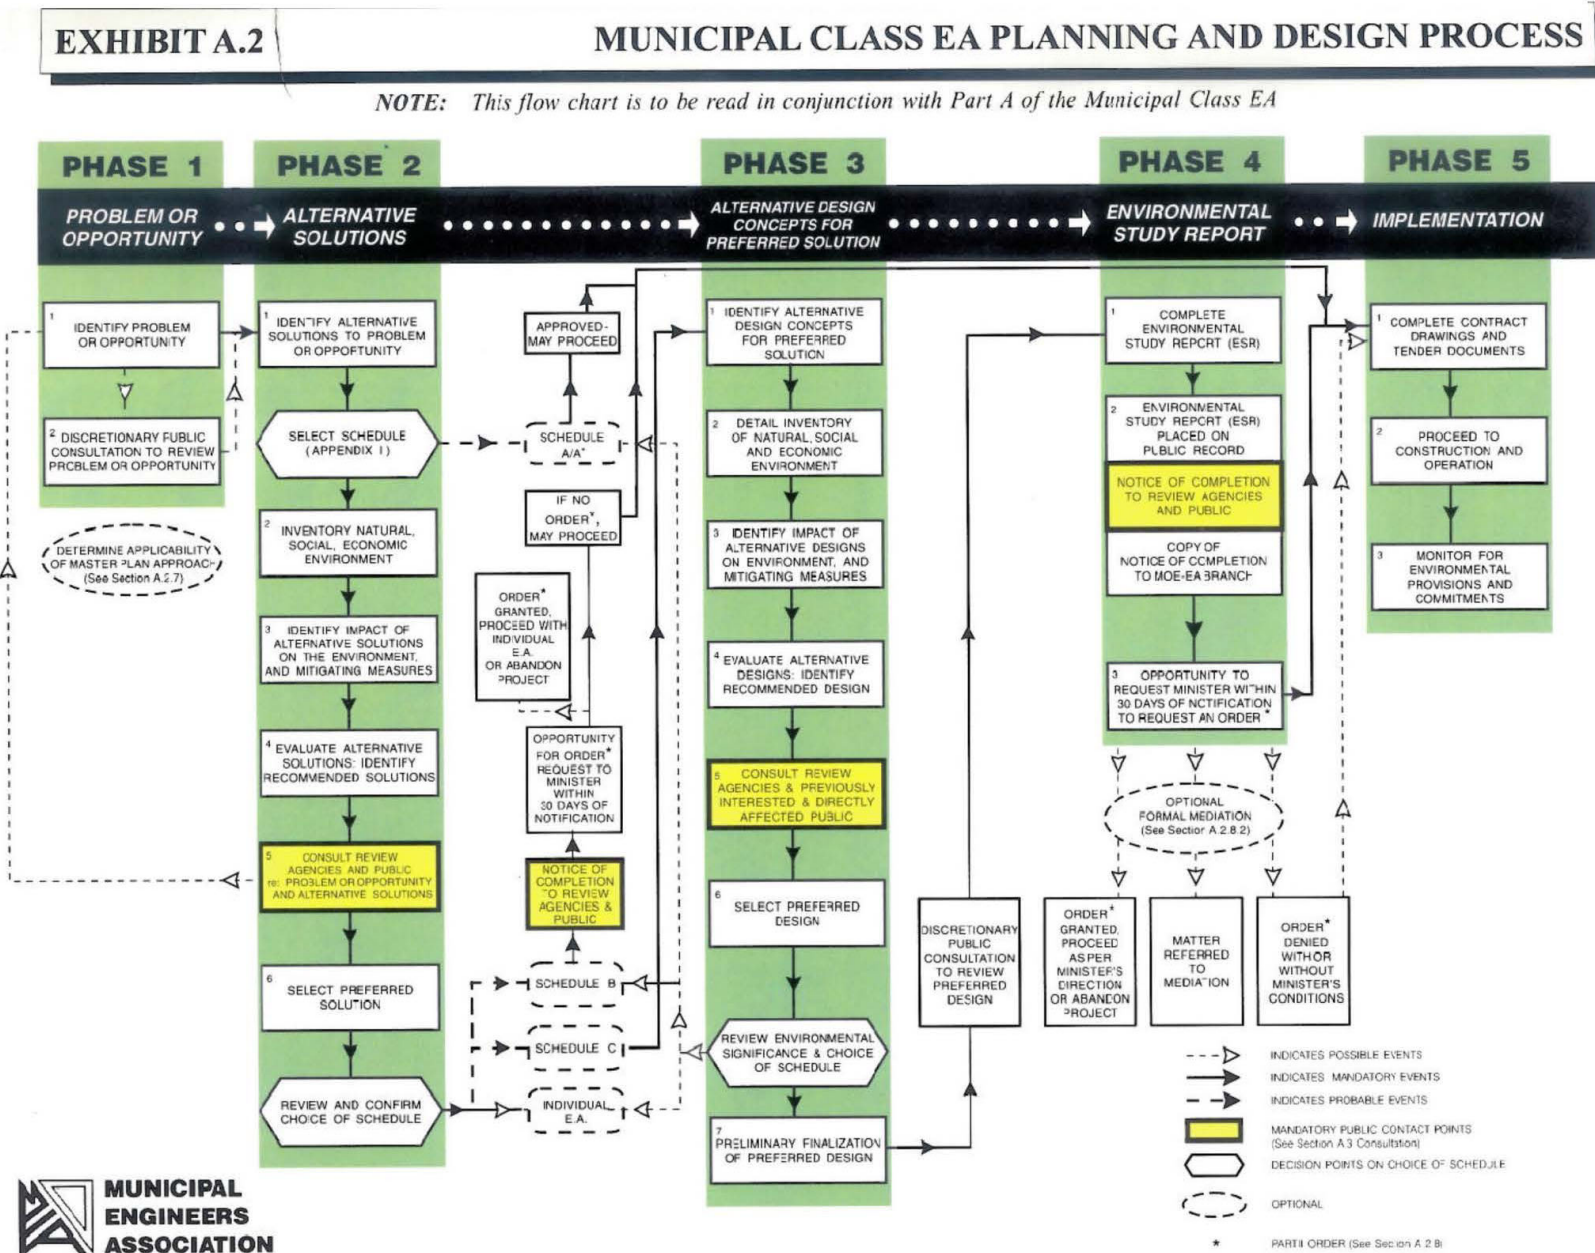 EXHIBIT A.2
MUNICIPAL CLASS EA PLANNING AND DESIGN PROCESS
NOTE: This flow chart is to be read in conjunction with Part A of the Municipal Class EA
PHASE 1
PROBLEM OR
OPPORTUNITY
1
IDENTIFY PROBLEM
OR OPPORTUNITY
2
DISCRETIONARY PUBLIC
CONSULTATION TO REVIEW
PROBLEM OR OPPORTUNITY
DETERMINE APPLICABILITY
OF MASTER PLAN APPROACH
(See Section A.2.7)
PHASE 2
ALTERNATIVE
SOLUTIONS
1
IDENTIFY ALTERNATIVE
SOLUTIONS TO PROBLEM
OR OPPORTUNITY
SELECT SCHEDULE
(APPENDIX I)
2
INVENTORY NATURAL,
SOCIAL, ECONOMIC
ENVIRONMENT
3
IDENTIFY IMPACT OF
ALTERNATIVE SOLUTIONS
ON THE ENVIRONMENT,
AND MITIGATING MEASURES
4
EVALUATE ALTERNATIVE
SOLUTIONS: IDENTIFY
RECOMMENDED SOLUTIONS
5
CONSULT REVIEW
AGENCIES AND PUBLIC
re: PROBLEM OR OPPORTUNITY
AND ALTERNATIVE SOLUTIONS
6
SELECT PREFERRED
SOLUTION
REVIEW AND CONFIRM
CHOICE OF SCHEDULE
APPROVED-
MAY PROCEED
SCHEDULE
A/A+
IF NO
ORDER*,
MAY PROCEED
ORDER*
GRANTED,
PROCEED WITH
INDIVIDUAL
E.A.
OR ABANDON
PROJECT
OPPORTUNITY
FOR ORDER*
REQUEST TO
MINISTER
WITHIN
30 DAYS OF
NOTIFICATION
NOTICE OF
COMPLETION
TO REVIEW
AGENCIES &
PUBLIC
SCHEDULE B
SCHEDULE C
INDIVIDUAL
E.A.
PHASE 3
ALTERNATIVE DESIGN
CONCEPTS FOR
PREFERRED SOLUTION
1
IDENTIFY ALTERNATIVE
DESIGN CONCEPTS
FOR PREFERRED
SOLUTION
2
DETAIL INVENTORY
OF NATURAL, SOCIAL
AND ECONOMIC
ENVIRONMENT
3
IDENTIFY IMPACT OF
ALTERNATIVE DESIGNS
ON ENVIRONMENT, AND
MITIGATING MEASURES
4
EVALUATE ALTERNATIVE
DESIGNS: IDENTIFY
RECOMMENDED DESIGN
5
CONSULT REVIEW
AGENCIES & PREVIOUSLY
INTERESTED & DIRECTLY
AFFECTED PUBLIC
6
SELECT PREFERRED
DESIGN
REVIEW ENVIRONMENTAL
SIGNIFICANCE & CHOICE
OF SCHEDULE
7
PRELIMINARY FINALIZATION
OF PREFERRED DESIGN
DISCRETIONARY
PUBLIC
CONSULTATION
TO REVIEW
PREFERRED
DESIGN
PHASE 4
ENVIRONMENTAL
STUDY REPORT
1
COMPLETE
ENVIRONMENTAL
STUDY REPORT (ESR)
2
ENVIRONMENTAL
STUDY REPORT (ESR)
PLACED ON
PUBLIC RECORD
NOTICE OF COMPLETION
TO REVIEW AGENCIES
AND PUBLIC
COPY OF
NOTICE OF COMPLETION
TO MOE-EA BRANCH
3
OPPORTUNITY TO
REQUEST MINISTER WITHIN
30 DAYS OF NOTIFICATION
TO REQUEST AN ORDER*
OPTIONAL
FORMAL MEDIATION
(See Section A.2.8.2)
ORDER*
GRANTED,
PROCEED
AS PER
MINISTER'S
DIRECTION
OR ABANDON
PROJECT
MATTER
REFERRED
TO
MEDIATION
ORDER*
DENIED
WITH OR
WITHOUT
MINISTER'S
CONDITIONS
PHASE 5
IMPLEMENTATION
1
COMPLETE CONTRACT
DRAWINGS AND
TENDER DOCUMENTS
2
PROCEED TO
CONSTRUCTION AND
OPERATION
3
MONITOR FOR
ENVIRONMENTAL
PROVISIONS AND
COMMITMENTS
INDICATES POSSIBLE EVENTS
INDICATES MANDATORY EVENTS
INDICATES PROBABLE EVENTS
MANDATORY PUBLIC CONTACT POINTS
(See Section A.3 Consultation)
DECISION POINTS ON CHOICE OF SCHEDULE
OPTIONAL
* PART II ORDER (See Section A.2.8)
MEA
MUNICIPAL
ENGINEERS
ASSOCIATION